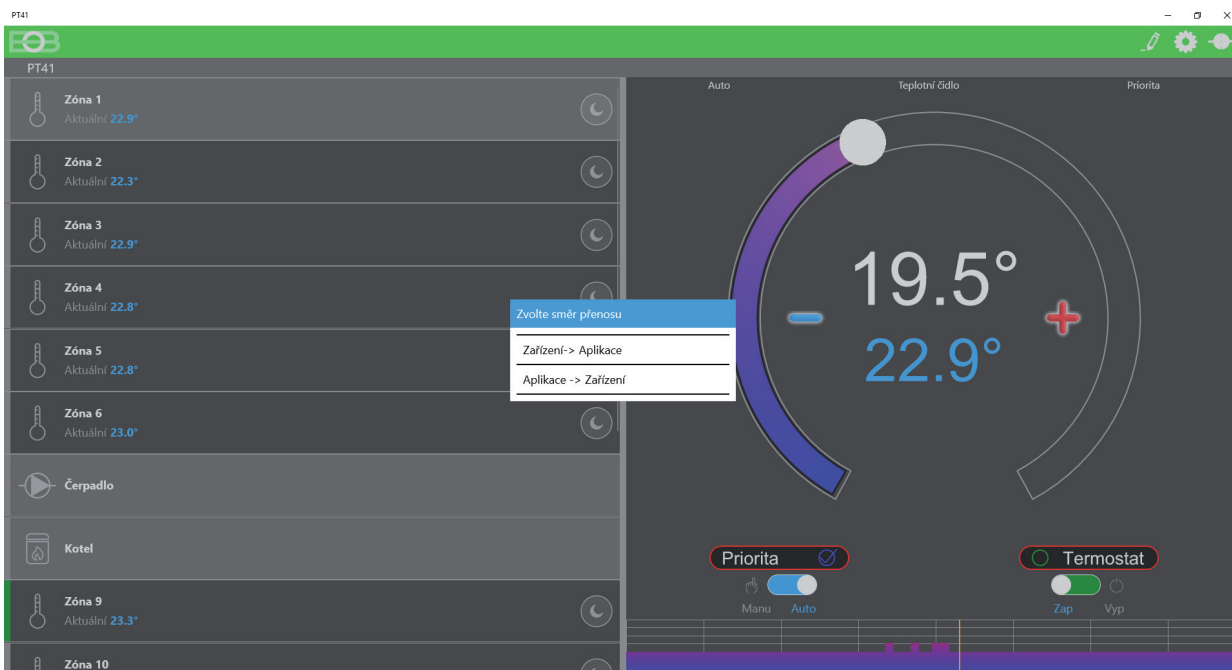 PT41
EOB
PT41
Zóna 1
Aktuální 22.9°
Zóna 2
Aktuální 22.3°
Zóna 3
Aktuální 22.9°
Zóna 4
Aktuální 22.8°
Zóna 5
Aktuální 22.8°
Zóna 6
Aktuální 23.0°
Čerpadlo
Kotel
Zóna 9
Aktuální 23.3°
Zóna 10
Zvolte směr přenosu
Zařízení-> Aplikace
Aplikace -> Zařízení
Auto Teplotní čidlo Priorita
19.5°
22.9°
Priorita Termostat
Manu Auto Zap Vyp